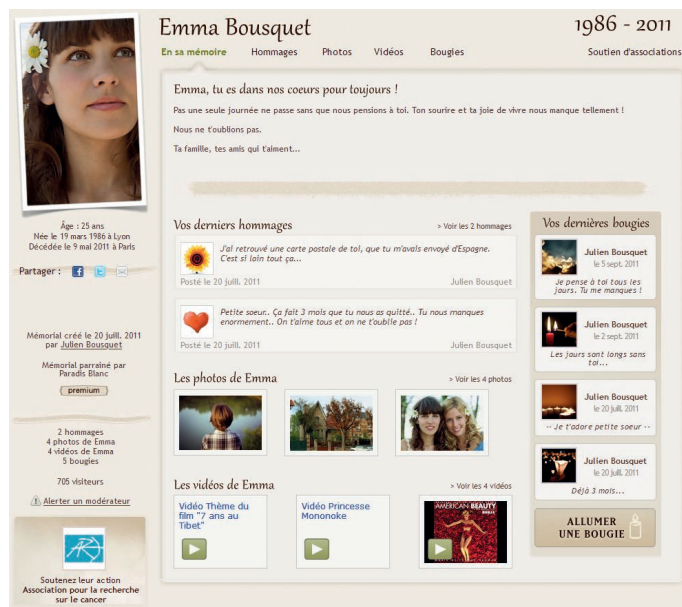 Emma Bousquet
1986 - 2011
En sa mémoire
Hommages
Photos
Vidéos
Bougies
Soutien d'associations
Emma, tu es dans nos coeurs pour toujours !
Pas une seule journée ne passe sans que nous pensions à toi. Ton sourire et ta joie de vivre nous manque tellement !
Nous ne t'oublions pas.
Ta famille, tes amis qui t'aiment...
Âge : 25 ans
Née le 19 mars 1986 à Lyon
Décédée le 9 mai 2011 à Paris
Partager :
Mémorial créé le 20 juill. 2011
par Julien Bousquet
Mémorial parrainé par
Paradis Blanc
premium
2 hommages
4 photos de Emma
4 vidéos de Emma
5 bougies
705 visiteurs
Alerter un modérateur
ARC
Soutenez leur action
Association pour la recherche
sur le cancer
Vos derniers hommages
> Voir les 2 hommages
J'ai retrouvé une carte postale de toi, que tu m'avais envoyé d'Espagne.
C'est si loin tout ça...
Posté le 20 juill. 2011
Julien Bousquet
Petite soeur.. Ça fait 3 mois que tu nous as quitté.. Tu nous manques
enormement.. On t'aime tous et on ne t'oublie pas !
Posté le 20 juill. 2011
Julien Bousquet
Les photos de Emma
> Voir les 4 photos
Les vidéos de Emma
> Voir les 4 vidéos
Vidéo Thème du
film "7 ans au
Tibet"
Vidéo Princesse
Mononoke
AMERICAN BEAUTY
Vos dernières bougies
Julien Bousquet
le 5 sept. 2011
Je pense à toi tous les
jours. Tu me manques !
Julien Bousquet
le 2 sept. 2011
Les jours sont longs sans
toi...
Julien Bousquet
le 20 juill. 2011
-- Je t'adore petite soeur --
Julien Bousquet
le 20 juill. 2011
Déjà 3 mois...
ALLUMER
UNE BOUGIE